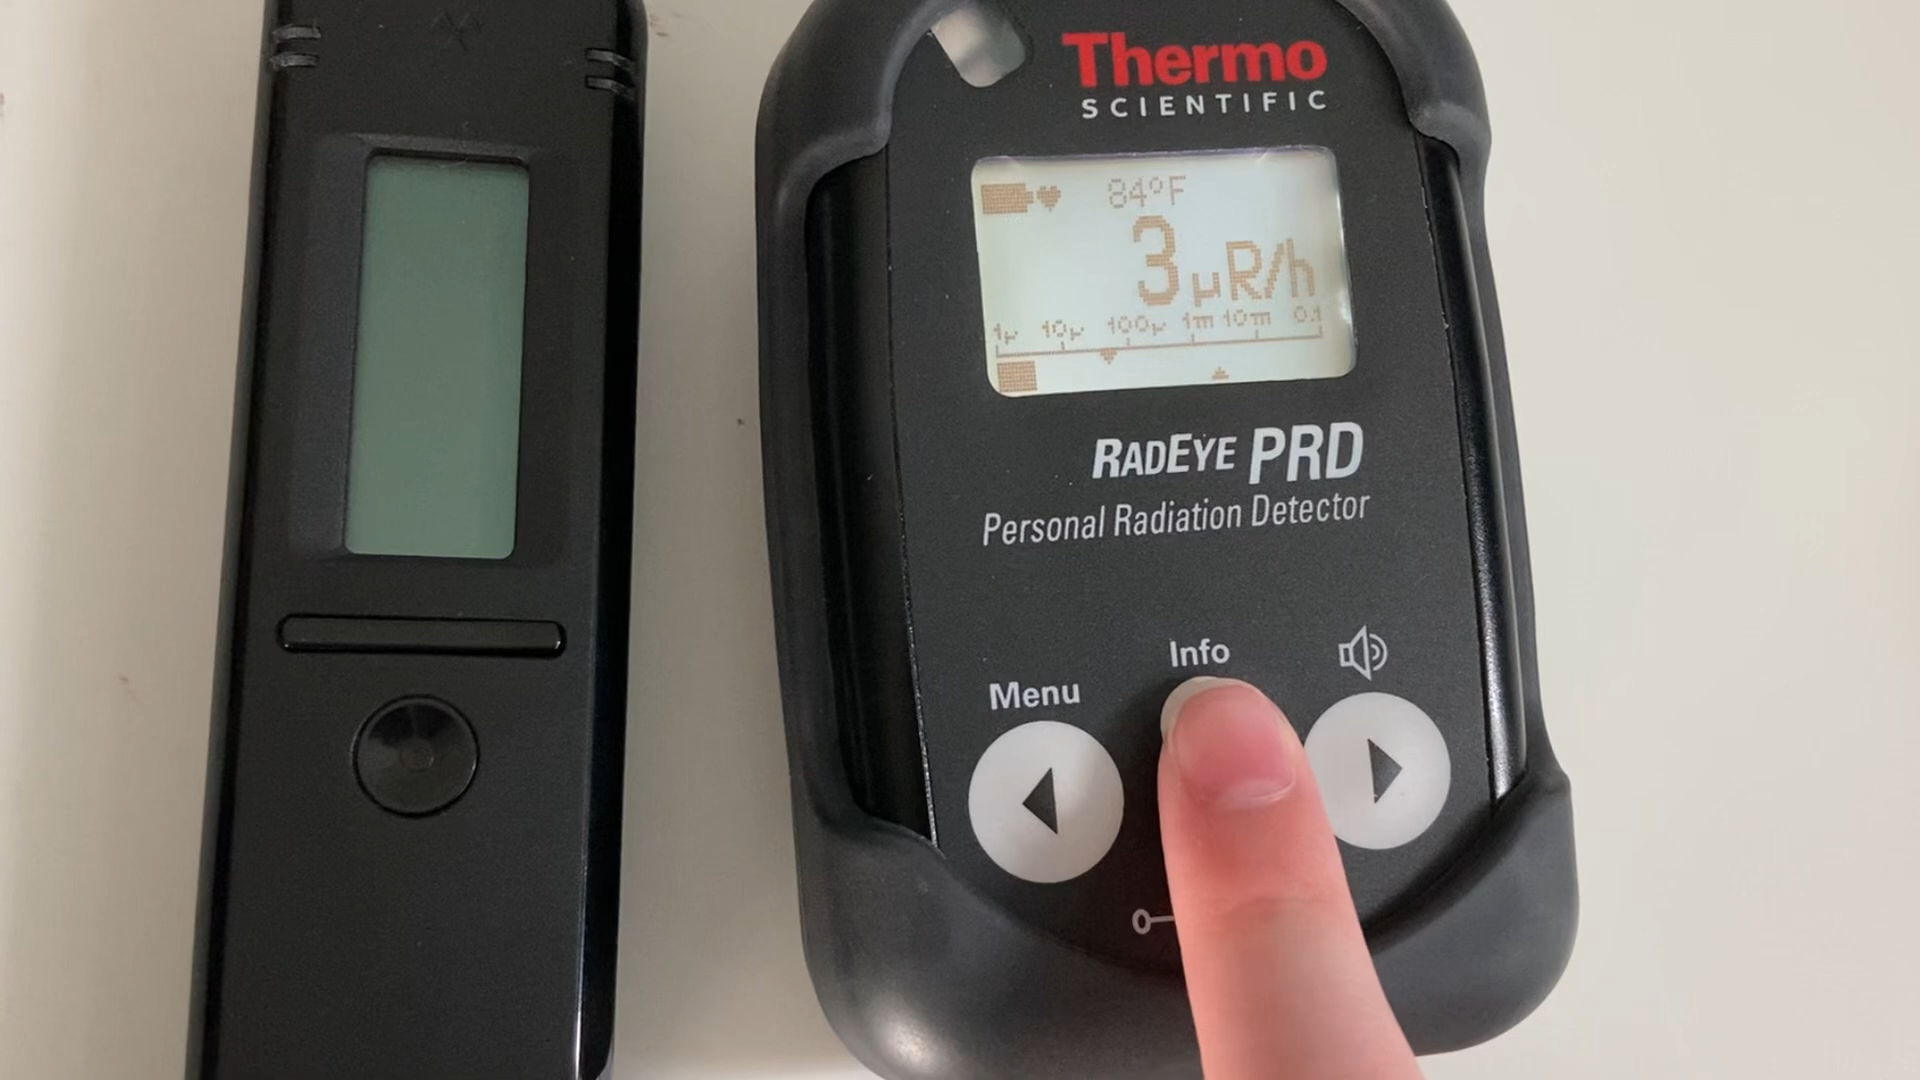 Thermo
SCIENTIFIC
84°F
3 µR/h
1µ 10µ 100µ 1m 10m 0.1
RADEYE PRD
Personal Radiation Detector
Info
Menu